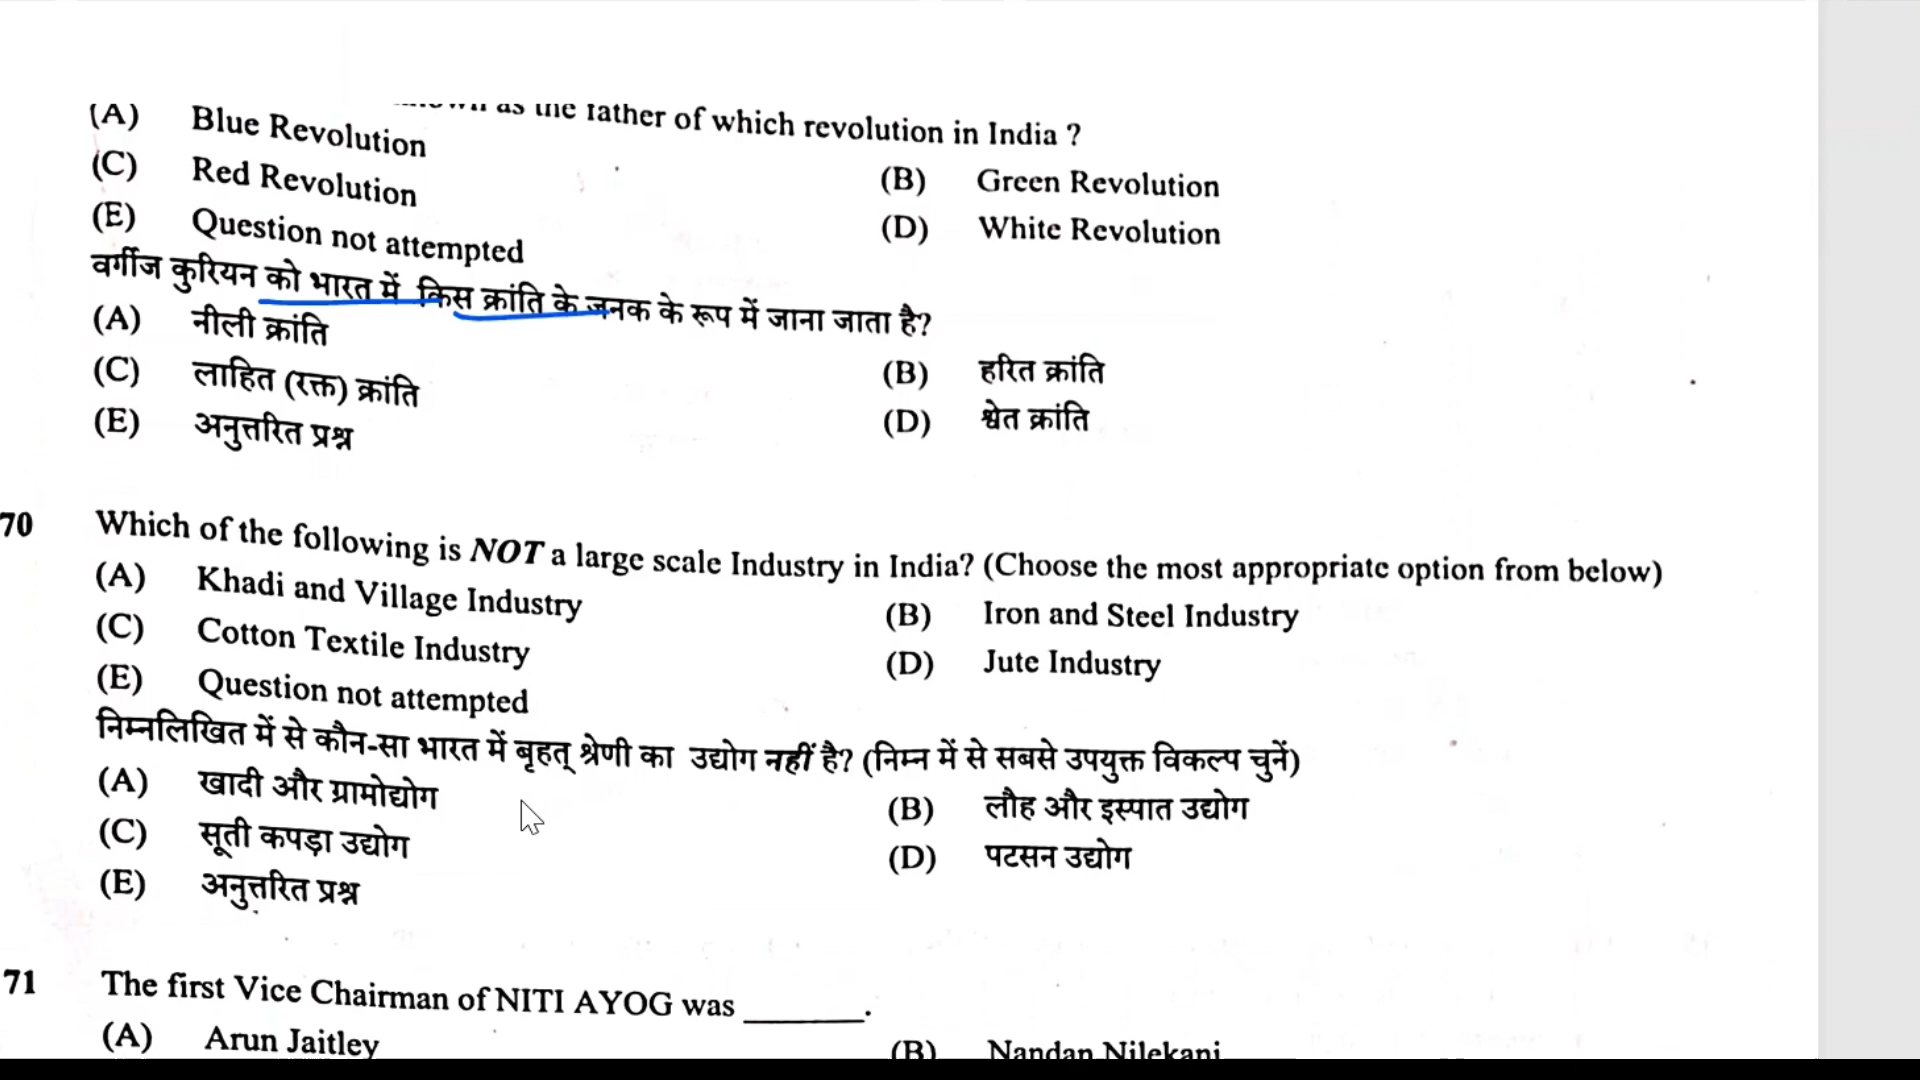 as the father of which revolution in India ?
(A) Blue Revolution
(B) Green Revolution
(C) Red Revolution
(D) White Revolution
(E) Question not attempted
वर्गीज कुरियन को भारत में किस क्रांति के जनक के रूप में जाना जाता है?
(A) नीली क्रांति
(B) हरित क्रांति
(C) लाहित (रक्त) क्रांति
(D) श्वेत क्रांति
(E) अनुत्तरित प्रश्न
70 Which of the following is NOT a large scale Industry in India? (Choose the most appropriate option from below)
(A) Khadi and Village Industry
(B) Iron and Steel Industry
(C) Cotton Textile Industry
(D) Jute Industry
(E) Question not attempted
निम्नलिखित में से कौन-सा भारत में बृहत् श्रेणी का उद्योग नहीं है? (निम्न में से सबसे उपयुक्त विकल्प चुनें)
(A) खादी और ग्रामोद्योग
(B) लौह और इस्पात उद्योग
(C) सूती कपड़ा उद्योग
(D) पटसन उद्योग
(E) अनुत्तरित प्रश्न
71 The first Vice Chairman of NITI AYOG was ________.
(A) Arun Jaitley
(B) Nandan Nilekani